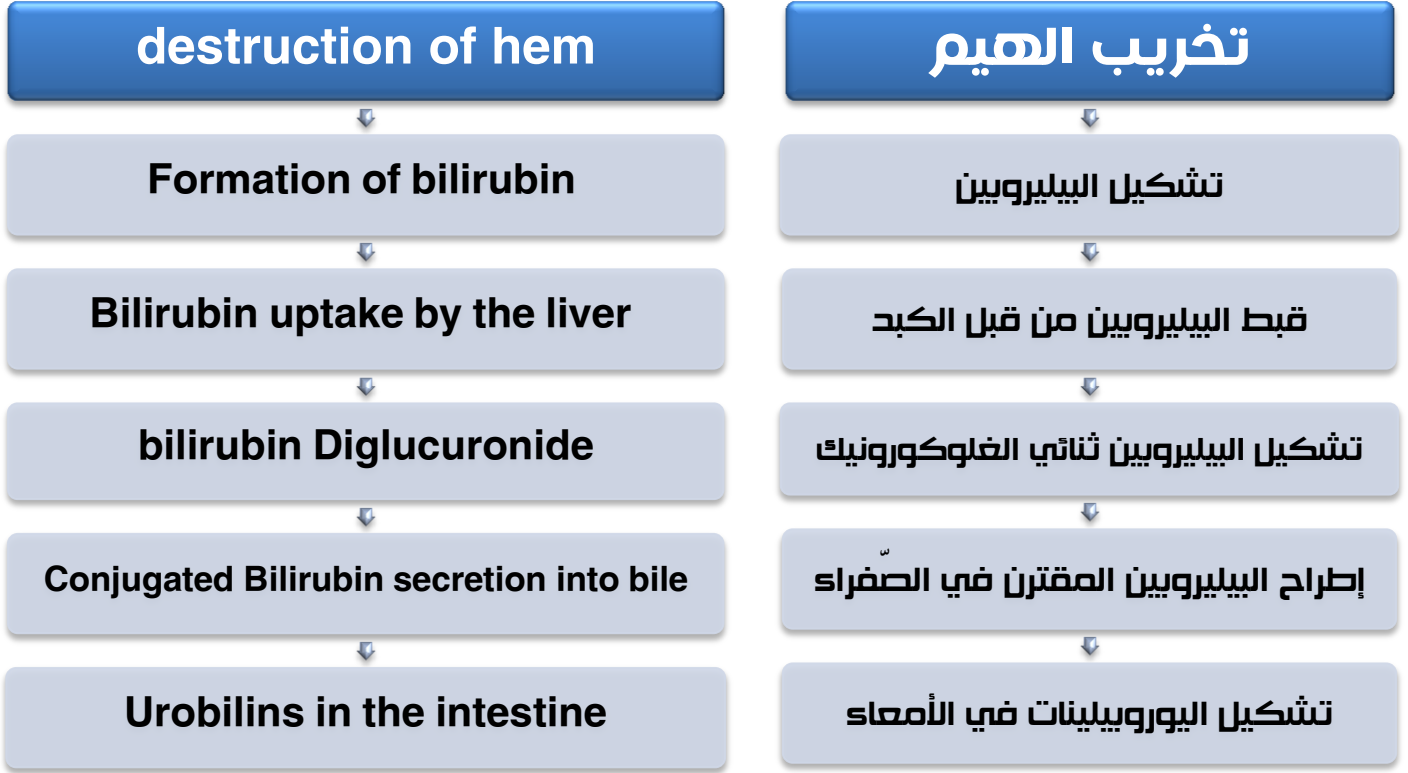 destruction of hem
تخريب الهيم
Formation of bilirubin
تشكيل البيليروبين
Bilirubin uptake by the liver
قبط البيليروبين من قبل الكبد
bilirubin Diglucuronide
تشكيل البيليروبين ثنائي الغلوكورونيك
Conjugated Bilirubin secretion into bile
إطراح البيليروبين المقترن في الصّفراء
Urobilins in the intestine
تشكيل اليوروبيلينات في الأمعاء